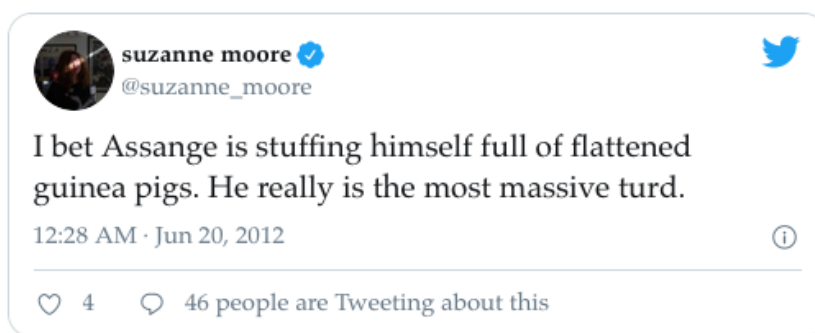 suzanne moore
@suzanne_moore
I bet Assange is stuffing himself full of flattened
guinea pigs. He really is the most massive turd.
12:28 AM · Jun 20, 2012
4 46 people are Tweeting about this